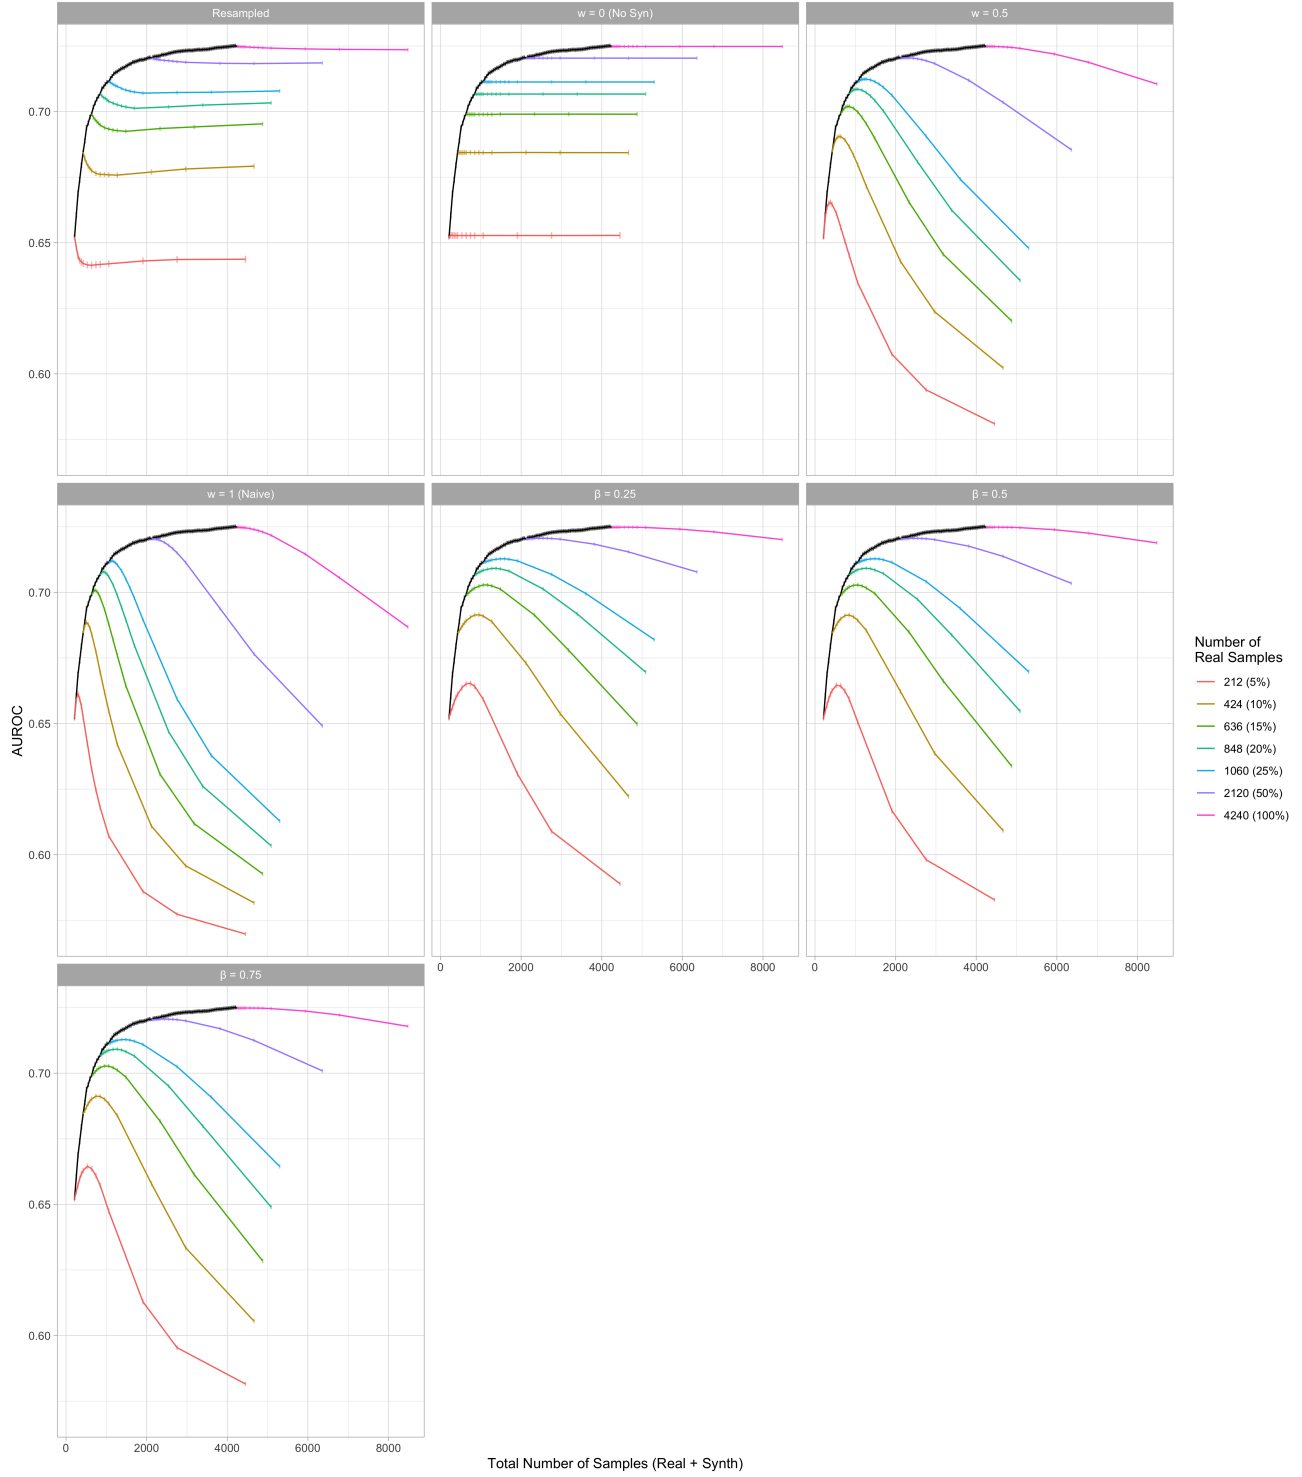 Resampled
w = 0 (No Syn)
w = 0.5
0.70
0.65
0.60
w = 1 (Naive)
β = 0.25
β = 0.5
0.70
0.65
0.60
0 2000 4000 6000 8000
0 2000 4000 6000 8000
β = 0.75
0.70
0.65
0.60
0 2000 4000 6000 8000
AUROC
Total Number of Samples (Real + Synth)
Number of
Real Samples
212 (5%)
424 (10%)
636 (15%)
848 (20%)
1060 (25%)
2120 (50%)
4240 (100%)